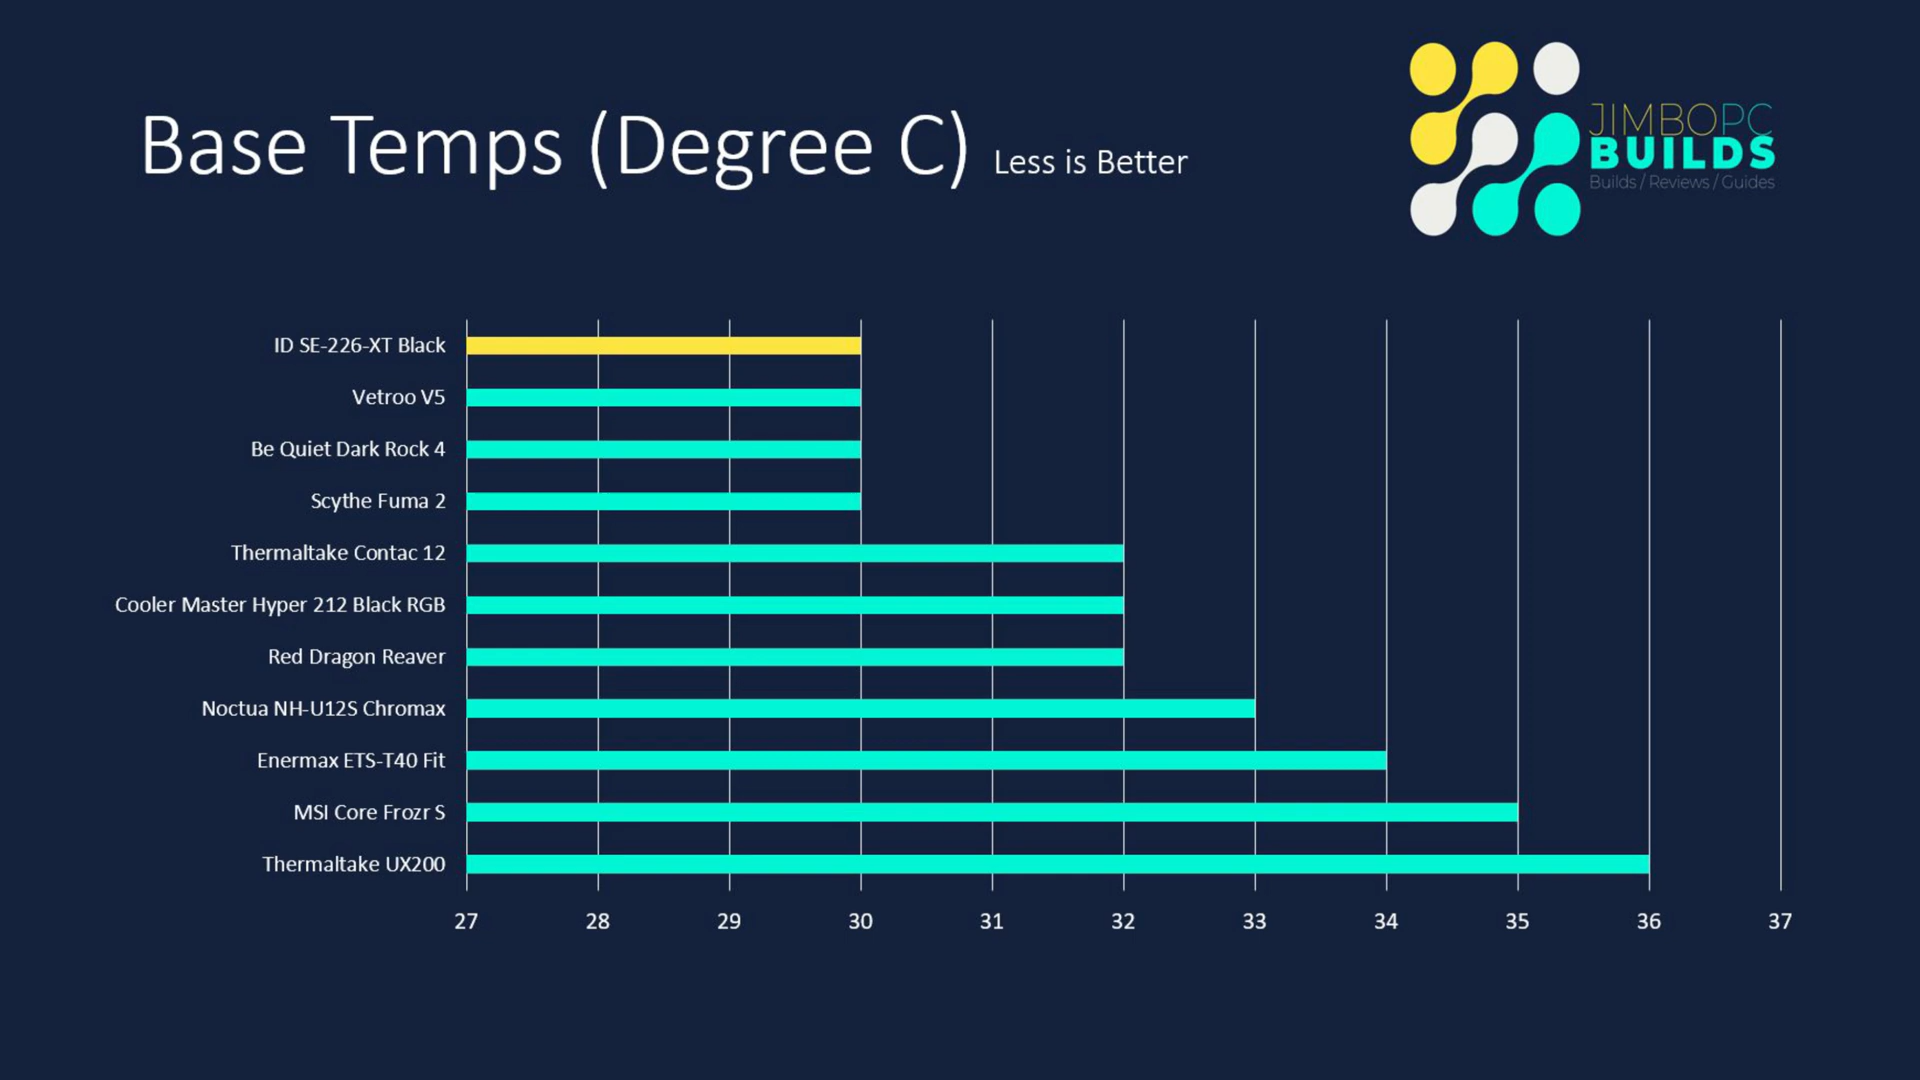 Base Temps (Degree C) Less is Better
JIMBOPC
BUILDS
Builds / Reviews / Guides
ID SE-226-XT Black
Vetroo V5
Be Quiet Dark Rock 4
Scythe Fuma 2
Thermaltake Contac 12
Cooler Master Hyper 212 Black RGB
Red Dragon Reaver
Noctua NH-U12S Chromax
Enermax ETS-T40 Fit
MSI Core Frozr S
Thermaltake UX200
27 28 29 30 31 32 33 34 35 36 37